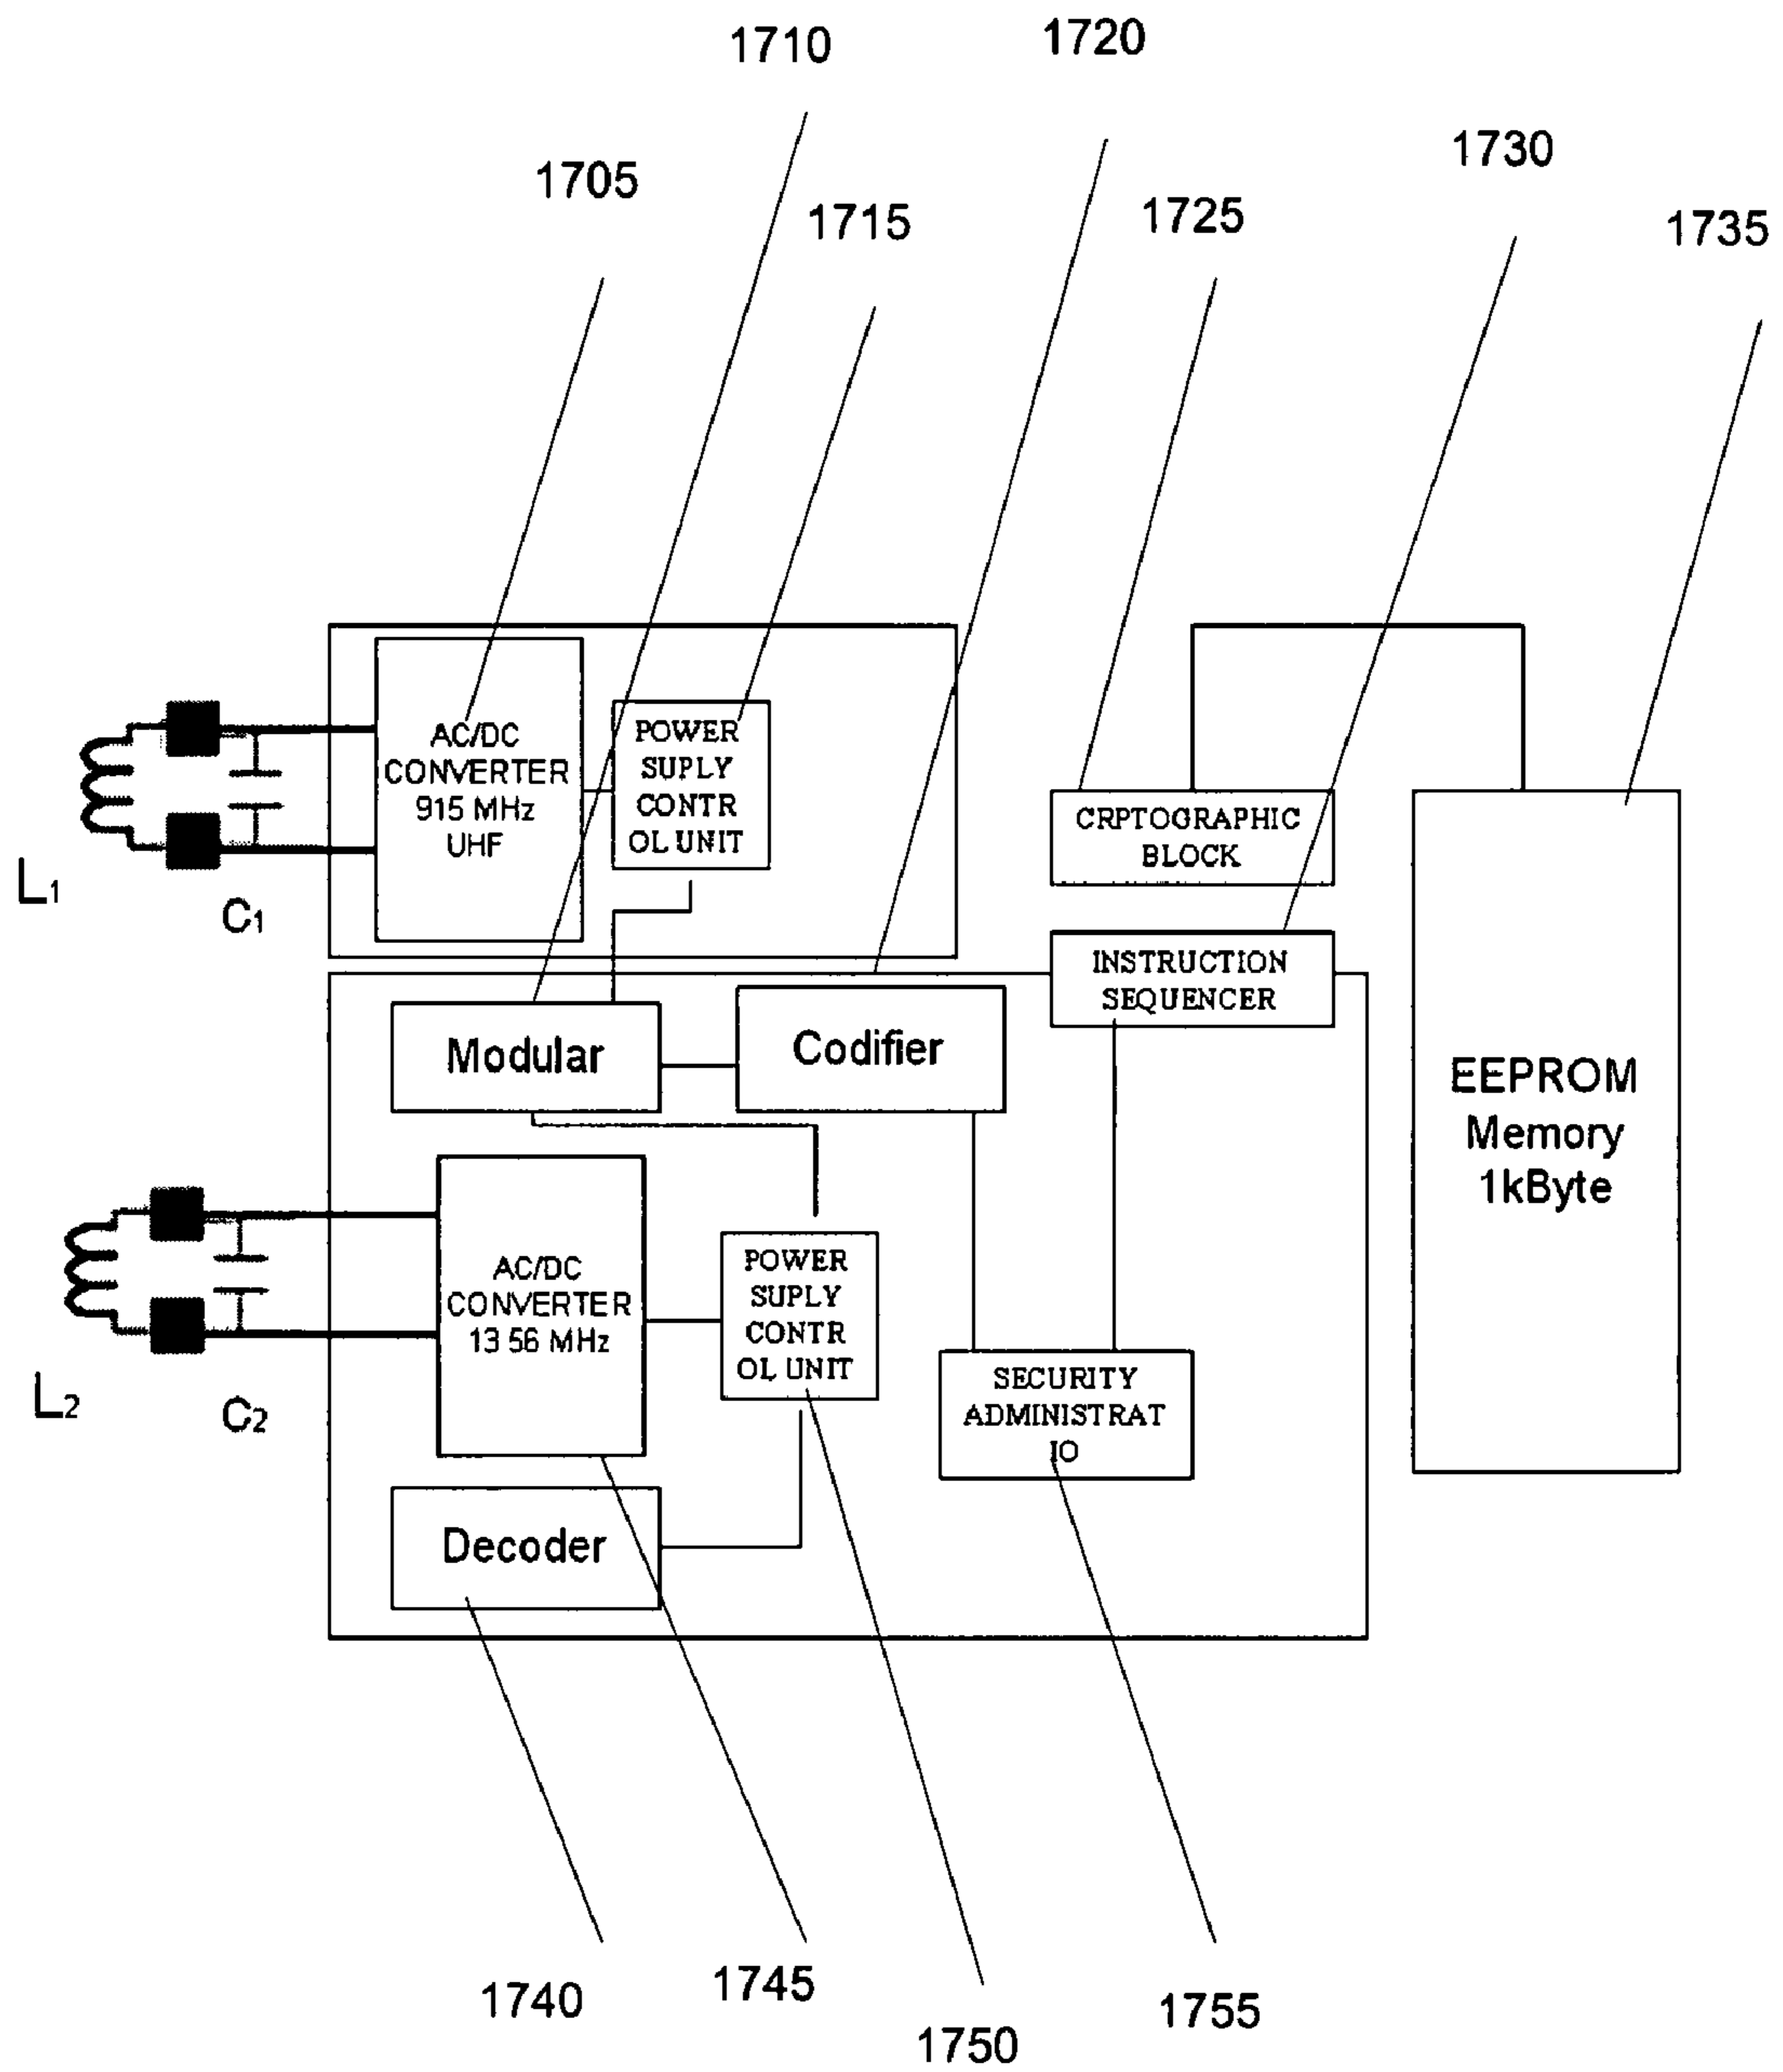 1710
1720
1705
1715
1725
1730
1735
AC/DC
CONVERTER
915 MHz
UHF
POWER
SUPLY
CONTR
OL UNIT
CRPTOGRAPHIC
BLOCK
L1
C1
INSTRUCTION
SEQUENCER
Modular
Codifier
EEPROM
Memory
1kByte
AC/DC
CONVERTER
13 56 MHz
POWER
SUPLY
CONTR
OL UNIT
L2
C2
SECURITY
ADMINISTRAT
IO
Decoder
1740
1745
1750
1755